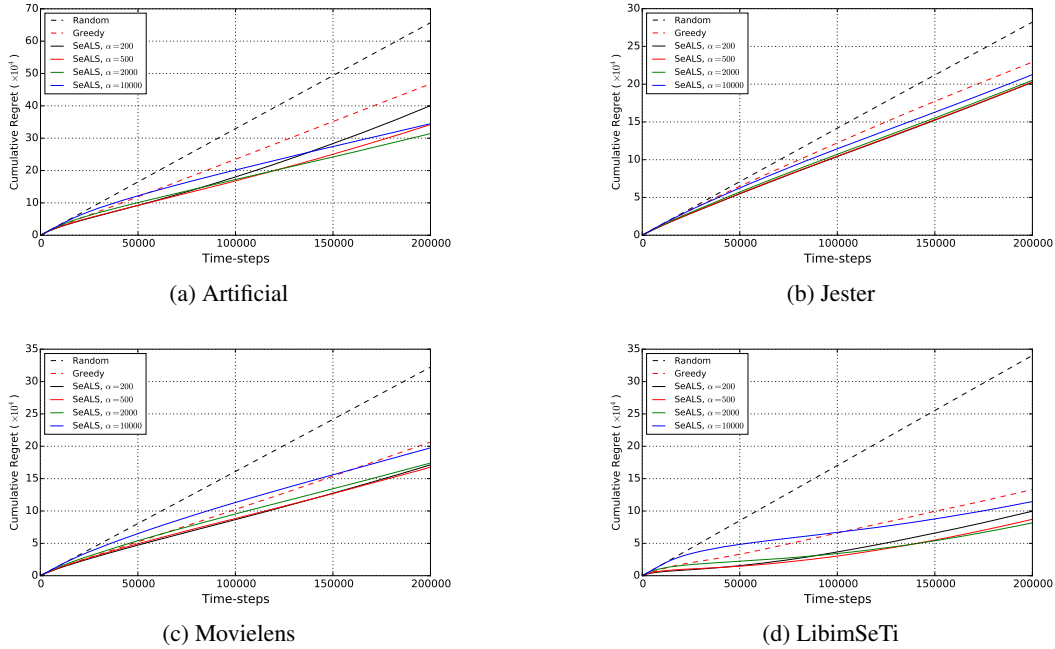 70
60
50
40
30
20
10
0
Cumulative Regret ( ×10⁴)
Random
Greedy
SeALS, α=200
SeALS, α=500
SeALS, α=2000
SeALS, α=10000
0 50000 100000 150000 200000
Time-steps
(a) Artificial
30
25
20
15
10
5
0
Cumulative Regret ( ×10⁴)
Random
Greedy
SeALS, α=200
SeALS, α=500
SeALS, α=2000
SeALS, α=10000
0 50000 100000 150000 200000
Time-steps
(b) Jester
35
30
25
20
15
10
5
0
Cumulative Regret ( ×10⁴)
Random
Greedy
SeALS, α=200
SeALS, α=500
SeALS, α=2000
SeALS, α=10000
0 50000 100000 150000 200000
Time-steps
(c) Movielens
35
30
25
20
15
10
5
0
Cumulative Regret ( ×10⁴)
Random
Greedy
SeALS, α=200
SeALS, α=500
SeALS, α=2000
SeALS, α=10000
0 50000 100000 150000 200000
Time-steps
(d) LibimSeTi